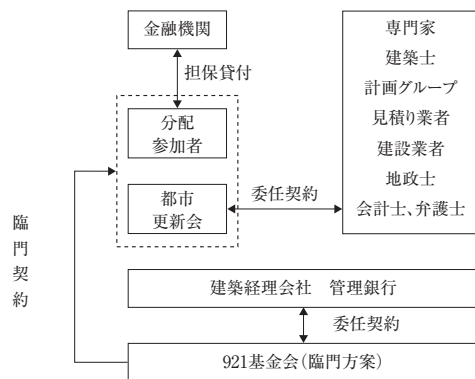 金融機関
担保貸付
分配
参加者
都市
更新会
委任契約
専門家
建築士
計画グループ
見積り業者
建設業者
地政士
会計士、弁護士
臨門契約
建築経理会社　管理銀行
委任契約
921基金会(臨門方案)